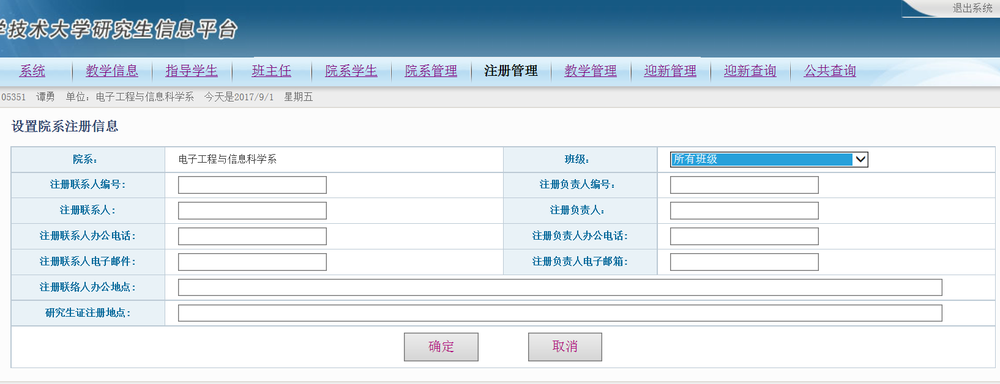 退出系统
学技术大学研究生信息平台
系统 教学信息 指导学生 班主任 院系学生 院系管理 注册管理 教学管理 迎新管理 迎新查询 公共查询
05351 谭勇 单位：电子工程与信息科学系 今天是2017/9/1 星期五
设置院系注册信息
院系： 电子工程与信息科学系 班级： 所有班级
注册联系人编号： 注册负责人编号：
注册联系人： 注册负责人：
注册联系人办公电话： 注册负责人办公电话：
注册联系人电子邮件： 注册负责人电子邮箱：
注册联络人办公地点：
研究生证注册地点：
确定 取消